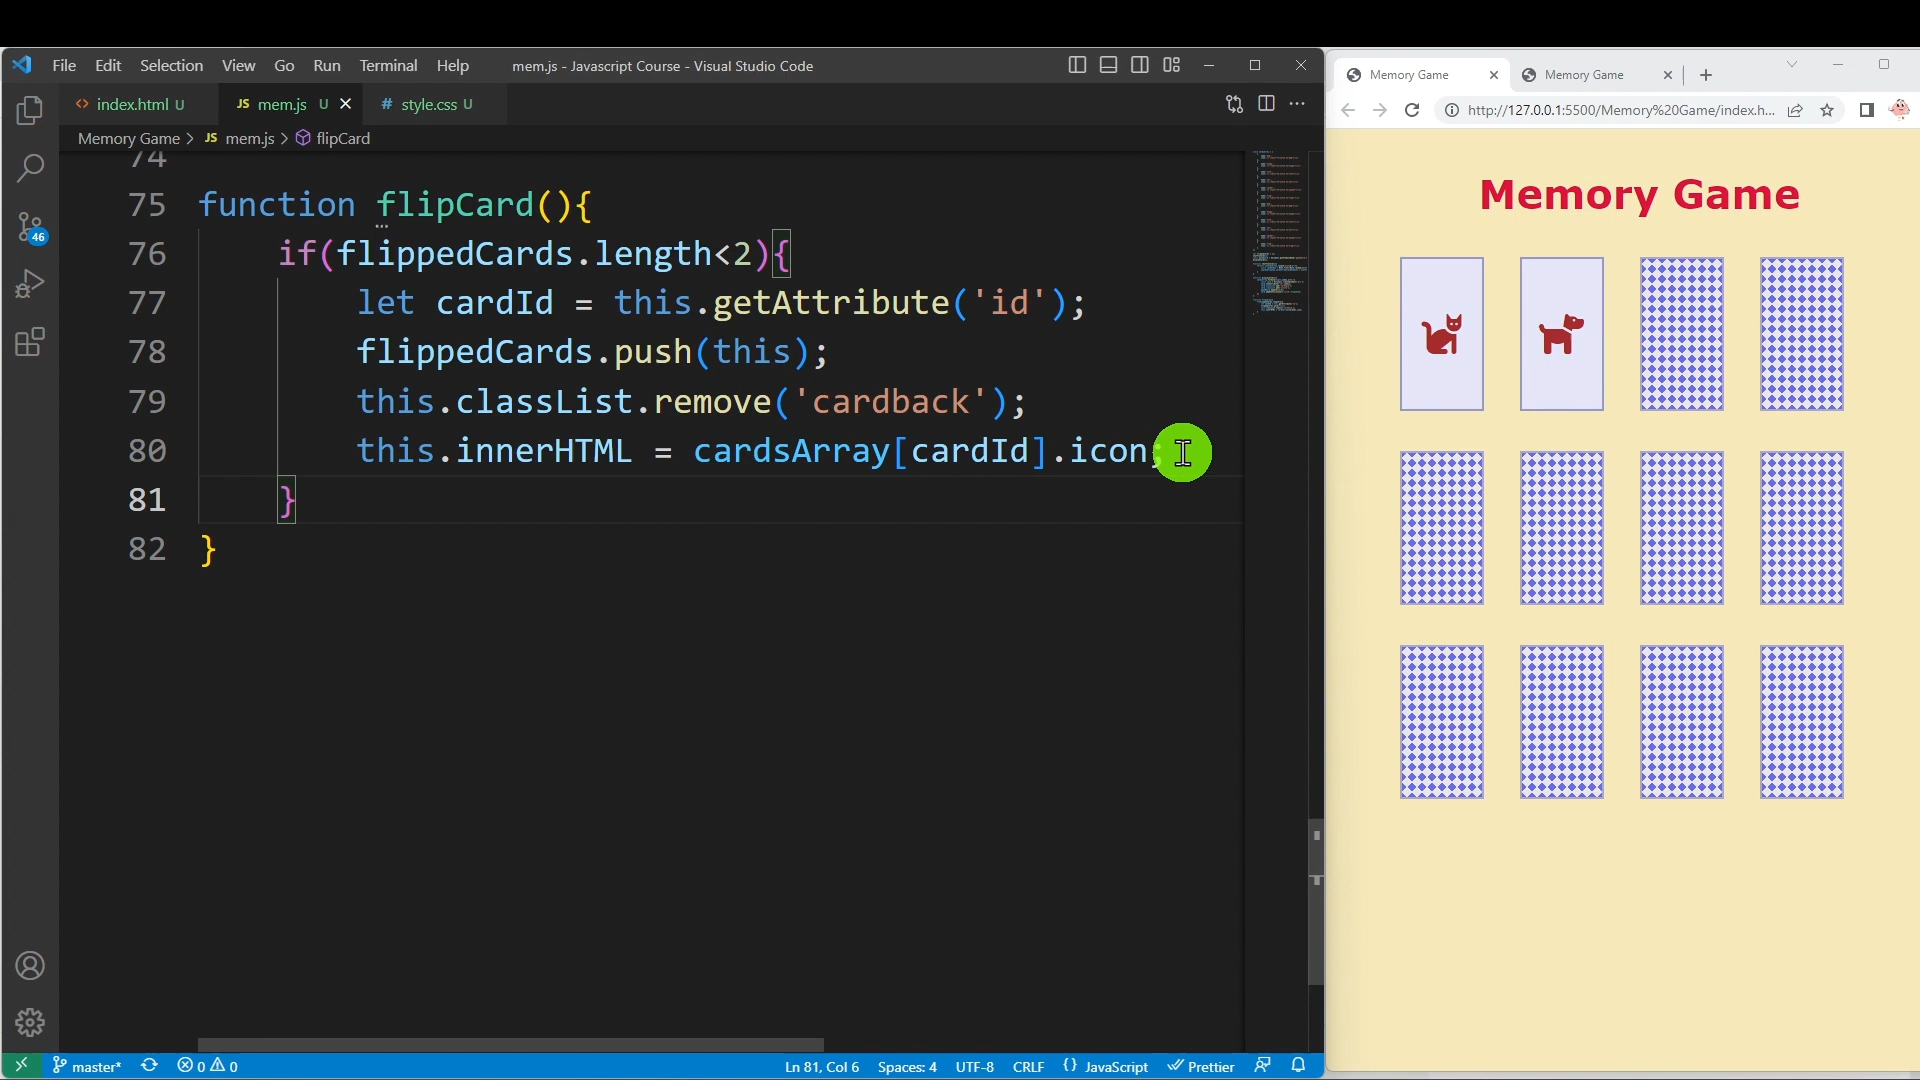 File Edit Selection View Go Run Terminal Help mem.js - Javascript Course - Visual Studio Code
index.html U JS mem.js U # style.css U
Memory Game > JS mem.js > flipCard
74
75 function flipCard(){
76 if(flippedCards.length<2){
77 let cardId = this.getAttribute('id');
78 flippedCards.push(this);
79 this.classList.remove('cardback');
80 this.innerHTML = cardsArray[cardId].icon;
81 }
82 }
46
master* 0 0 Ln 81, Col 6 Spaces: 4 UTF-8 CRLF {} JavaScript Prettier
Memory Game Memory Game
http://127.0.0.1:5500/Memory%20Game/index.h...
Memory Game